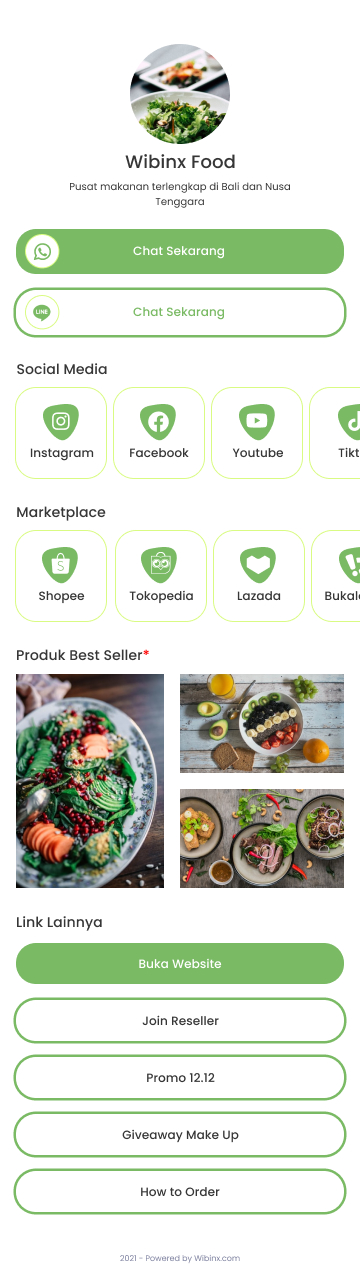 Wibinx Food
Pusat makanan terlengkap di Bali dan Nusa
Tenggara
Chat Sekarang
LINE
Chat Sekarang
Social Media
Instagram
Facebook
Youtube
Tikt
Marketplace
Shopee
Tokopedia
Lazada
Bukal
Produk Best Seller*
Link Lainnya
Buka Website
Join Reseller
Promo 12.12
Giveaway Make Up
How to Order
2021 - Powered by Wibinx.com